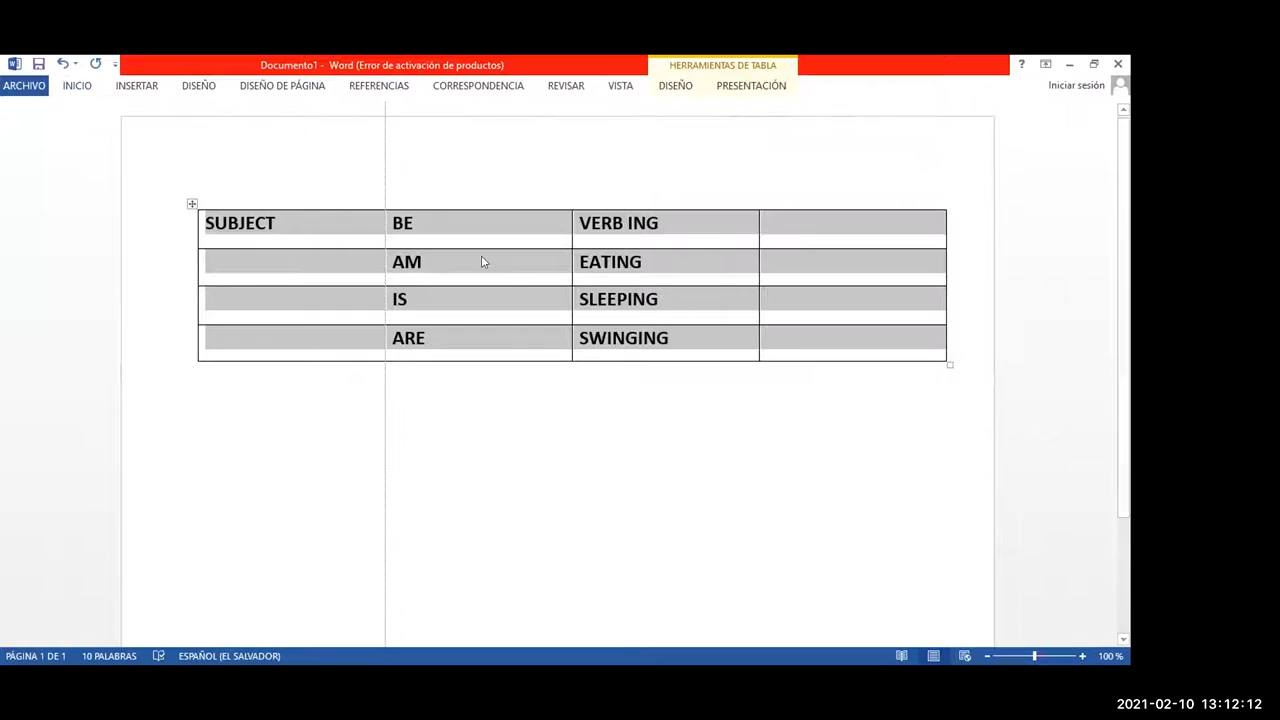 Documento1 - Word (Error de activación de productos)
HERRAMIENTAS DE TABLA
?
ARCHIVO INICIO INSERTAR DISEÑO DISEÑO DE PÁGINA REFERENCIAS CORRESPONDENCIA REVISAR VISTA DISEÑO PRESENTACIÓN Iniciar sesión
SUBJECT BE VERB ING
AM EATING
IS SLEEPING
ARE SWINGING
PÁGINA 1 DE 1 10 PALABRAS ESPAÑOL (EL SALVADOR) 100 %
2021-02-10 13:12:12